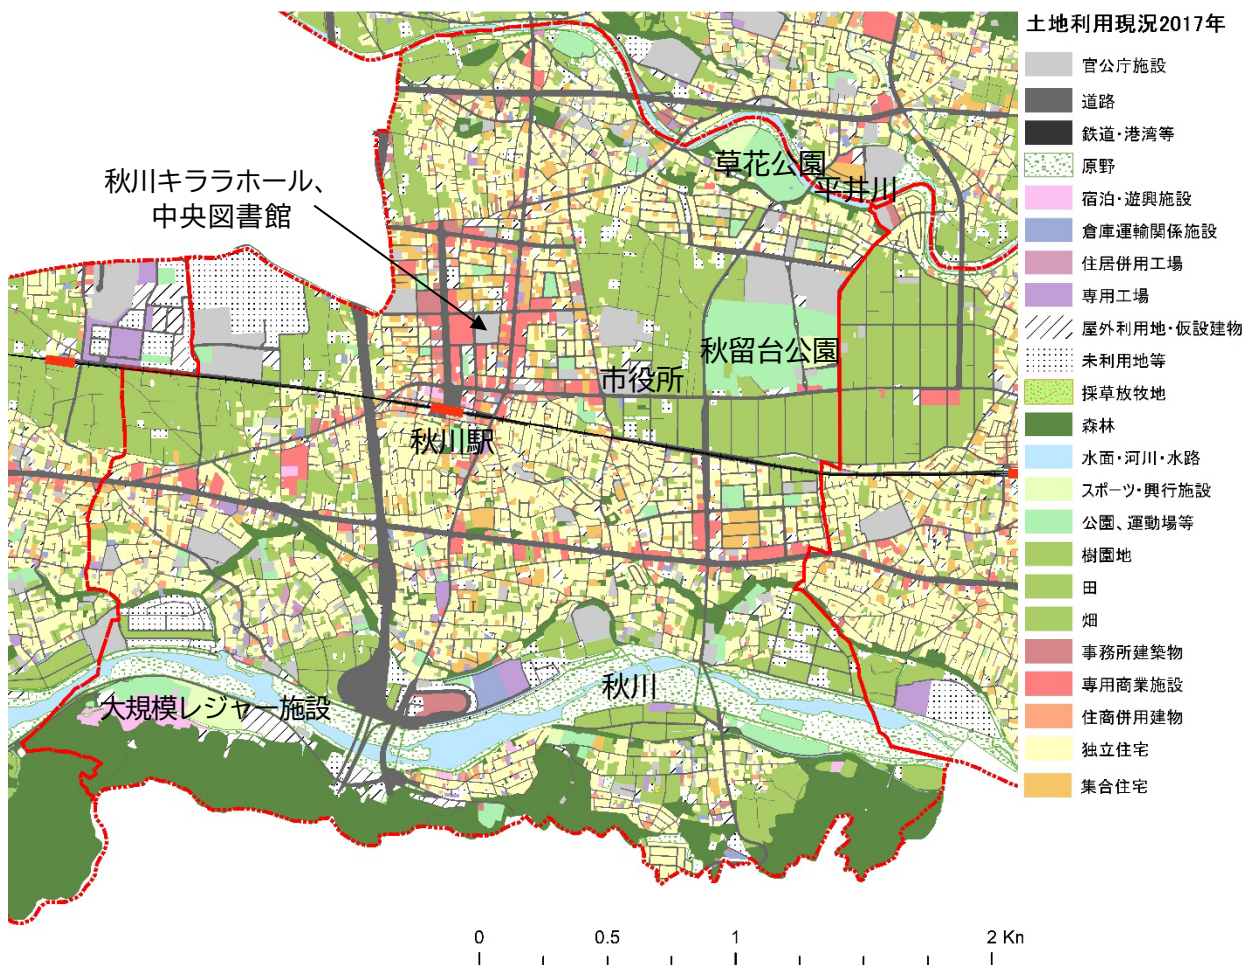 土地利用現況2017年
官公庁施設
道路
鉄道・港湾等
原野
宿泊・遊興施設
倉庫運輸関係施設
住居併用工場
専用工場
屋外利用地・仮設建物
未利用地等
採草放牧地
森林
水面・河川・水路
スポーツ・興行施設
公園、運動場等
樹園地
田
畑
事務所建築物
専用商業施設
住商併用建物
独立住宅
集合住宅
草花公園
平井川
秋川キララホール、
中央図書館
秋留台公園
市役所
秋川駅
秋川
大規模レジャー施設
0 0.5 1 2 Kn